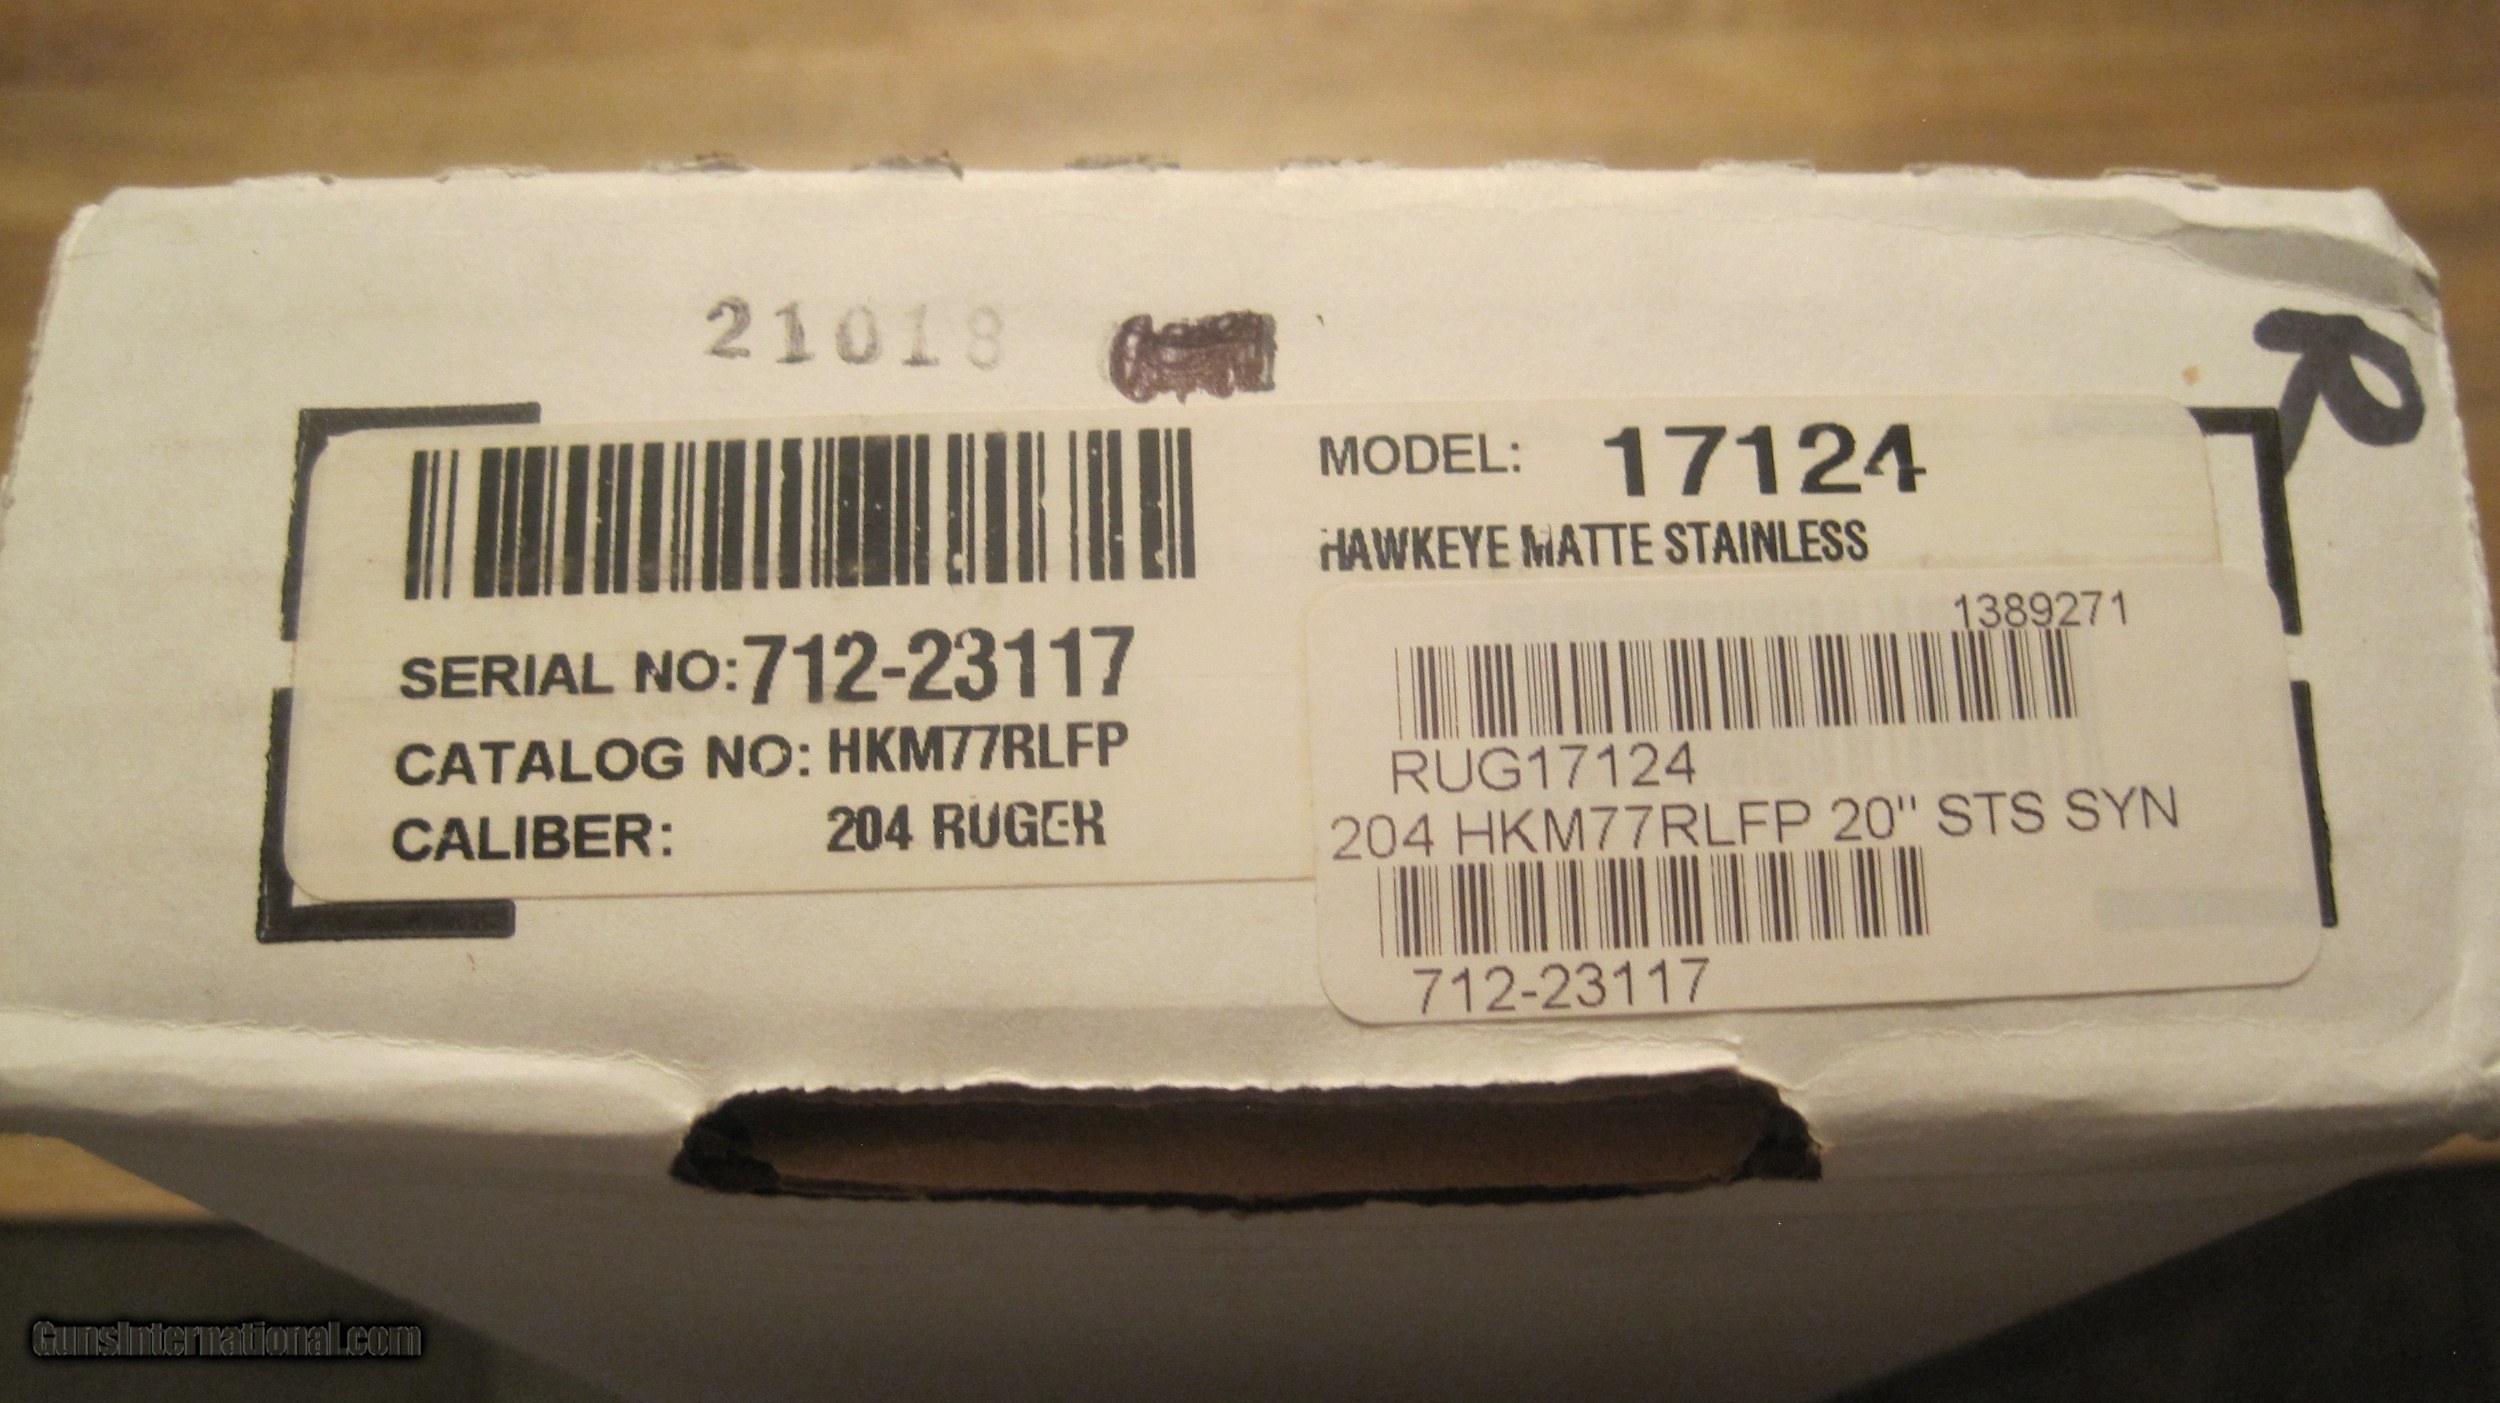 21018
R
MODEL: 17124
HAWKEYE MATTE STAINLESS
SERIAL NO: 712-23117
CATALOG NO: HKM77RLFP
CALIBER: 204 RUGER
1389271
RUG17124
204 HKM77RLFP 20" STS SYN
712-23117
GunsInternational.com